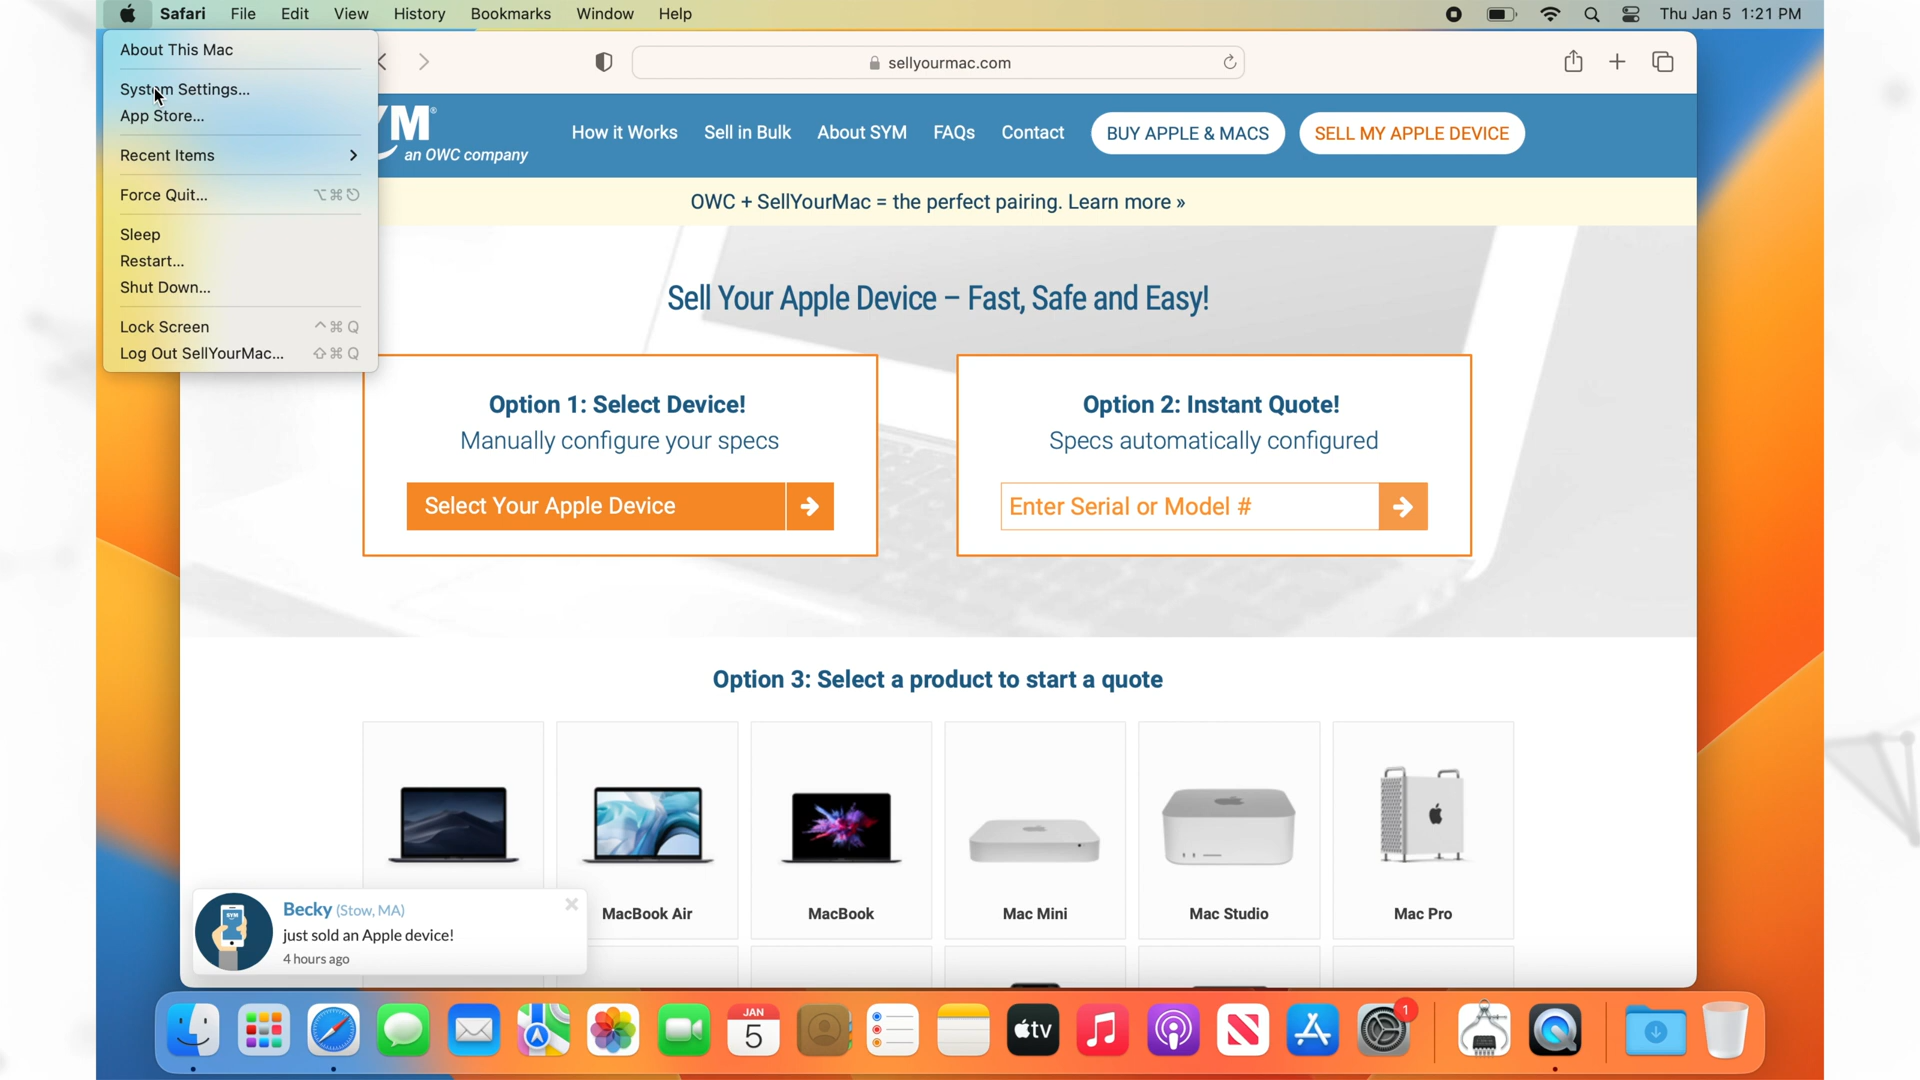 Safari File Edit View History Bookmarks Window Help
Thu Jan 5 1:21 PM
About This Mac
System Settings...
App Store...
Recent Items
Force Quit... ⌥⌘⎋
Sleep
Restart...
Shut Down...
Lock Screen ^⌘Q
Log Out SellYourMac... ⇧⌘Q
sellyourmac.com
YM®
an OWC company
How it Works Sell in Bulk About SYM FAQs Contact BUY APPLE & MACS SELL MY APPLE DEVICE
OWC + SellYourMac = the perfect pairing. Learn more »
Sell Your Apple Device – Fast, Safe and Easy!
Option 1: Select Device!
Manually configure your specs
Select Your Apple Device
Option 2: Instant Quote!
Specs automatically configured
Enter Serial or Model #
Option 3: Select a product to start a quote
MacBook Air MacBook Mac Mini Mac Studio Mac Pro
SYM
Becky (Stow, MA)
just sold an Apple device!
4 hours ago
JAN
5
tv
1